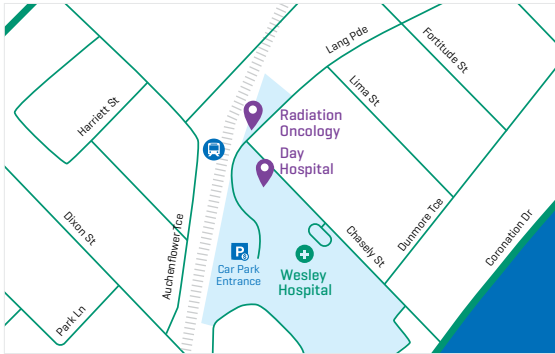 Lang Pde
Fortitude St
Lima St
Harriett St
Radiation
Oncology
Day
Hospital
Dixon St
Auchenflower Tce
Chasely St
Dunmore Tce
Coronation Dr
P
$
Car Park
Entrance
Wesley
Hospital
Park Ln